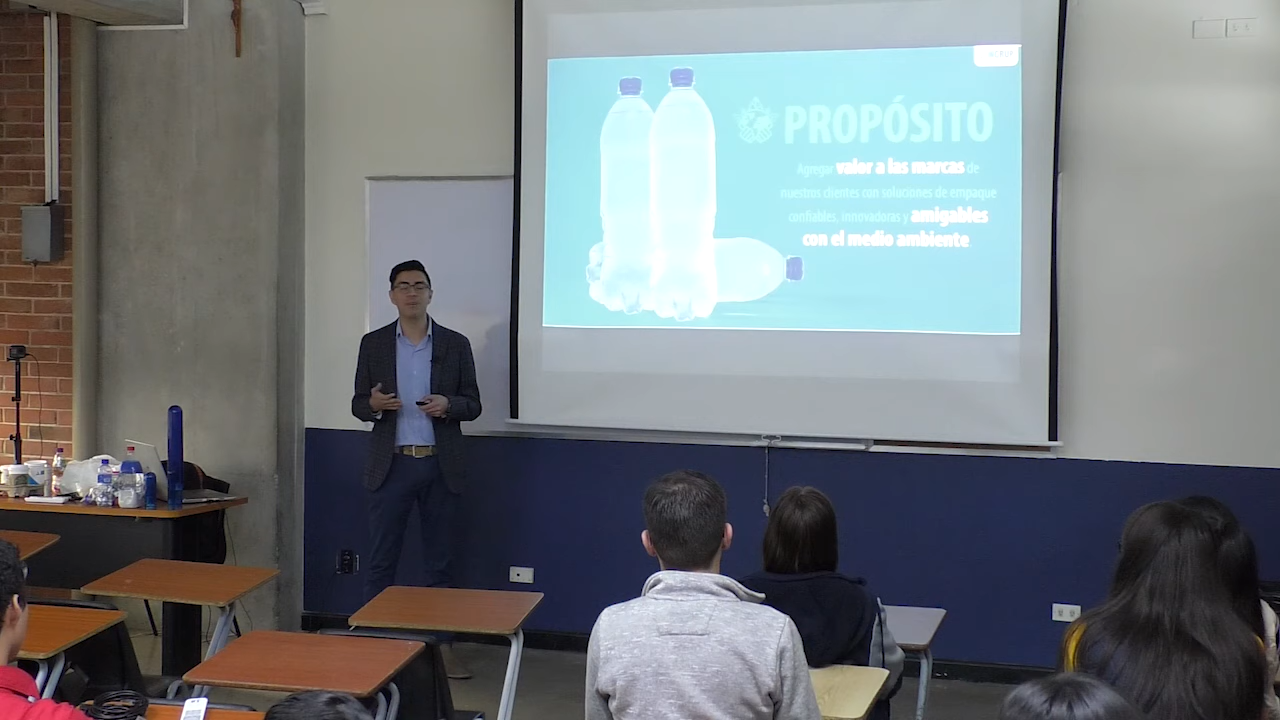 PROPÓSITO
Agregar valor a las marcas de
nuestros clientes con soluciones de empaque
confiables, innovadoras y amigables
con el medio ambiente.